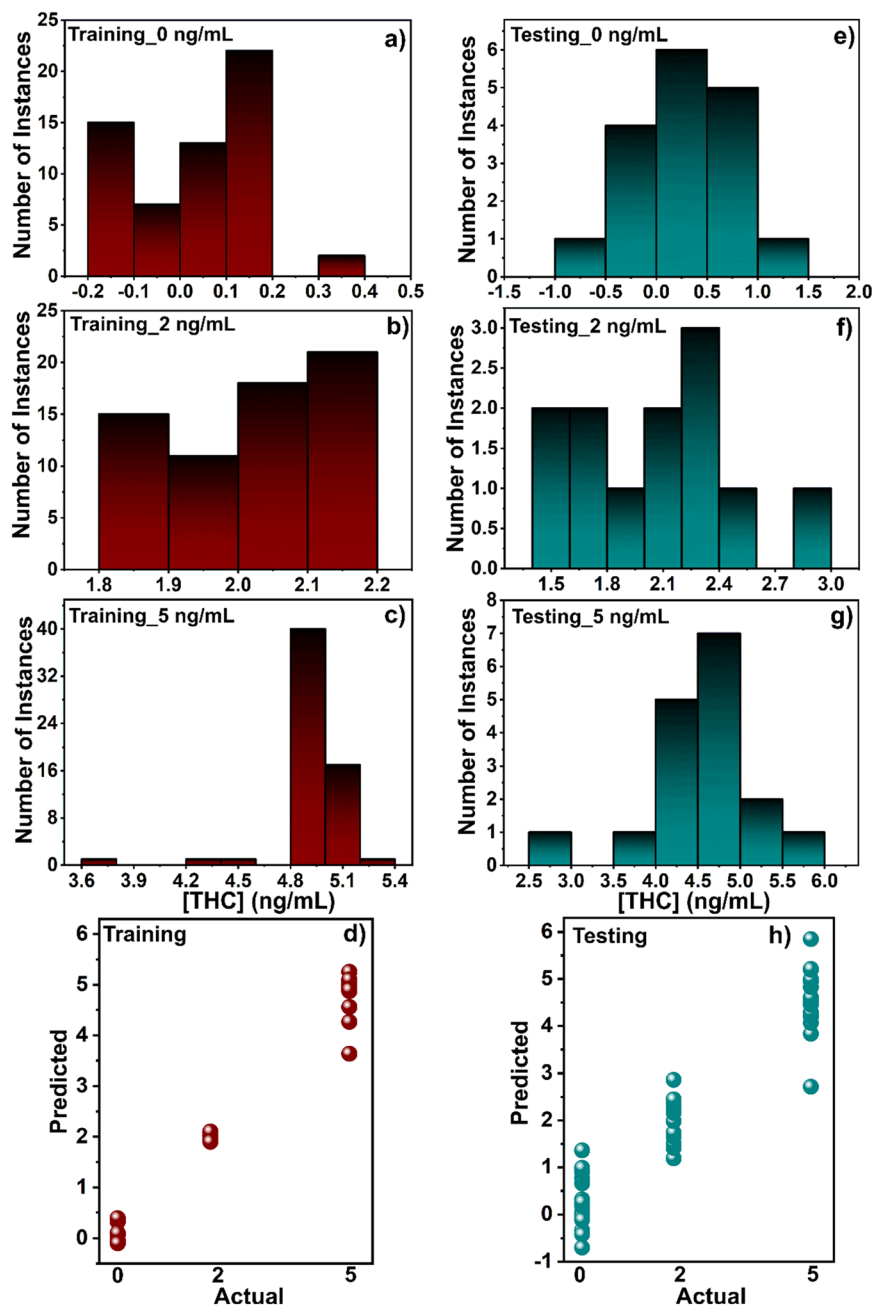 Training_0 ng/mL
a)
Number of Instances
25
20
15
10
5
0
-0.2 -0.1 0.0 0.1 0.2 0.3 0.4 0.5
Testing_0 ng/mL
e)
Number of Instances
7
6
5
4
3
2
1
0
-1.5 -1.0 -0.5 0.0 0.5 1.0 1.5 2.0
Training_2 ng/mL
b)
Number of Instances
25
20
15
10
5
0
1.8 1.9 2.0 2.1 2.2
Testing_2 ng/mL
f)
Number of Instances
3.0
2.5
2.0
1.5
1.0
0.5
0.0
1.5 1.8 2.1 2.4 2.7 3.0
Training_5 ng/mL
c)
Number of Instances
40
32
24
16
8
0
3.6 3.9 4.2 4.5 4.8 5.1 5.4
[THC] (ng/mL)
Testing_5 ng/mL
g)
Number of Instances
8
7
6
5
4
3
2
1
0
2.5 3.0 3.5 4.0 4.5 5.0 5.5 6.0
[THC] (ng/mL)
Training
d)
Predicted
6
5
4
3
2
1
0
0 2 5
Actual
Testing
h)
Predicted
6
5
4
3
2
1
0
-1
0 2 5
Actual